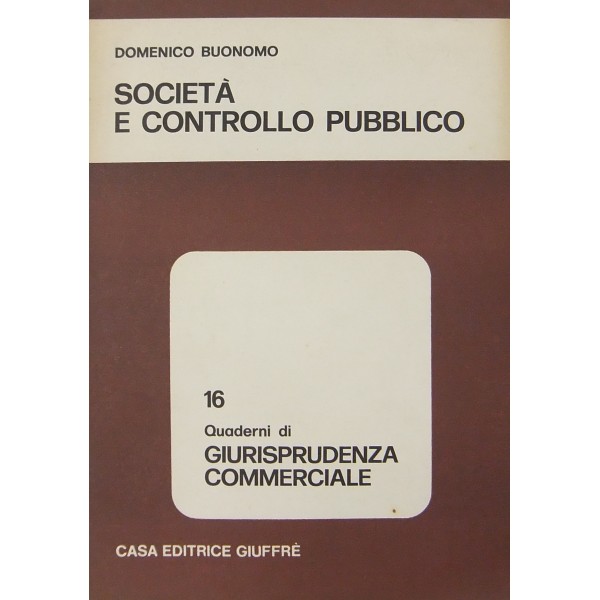 DOMENICO BUONOMO
SOCIETÀ
E CONTROLLO PUBBLICO
16
Quaderni di
GIURISPRUDENZA
COMMERCIALE
CASA EDITRICE GIUFFRÈ